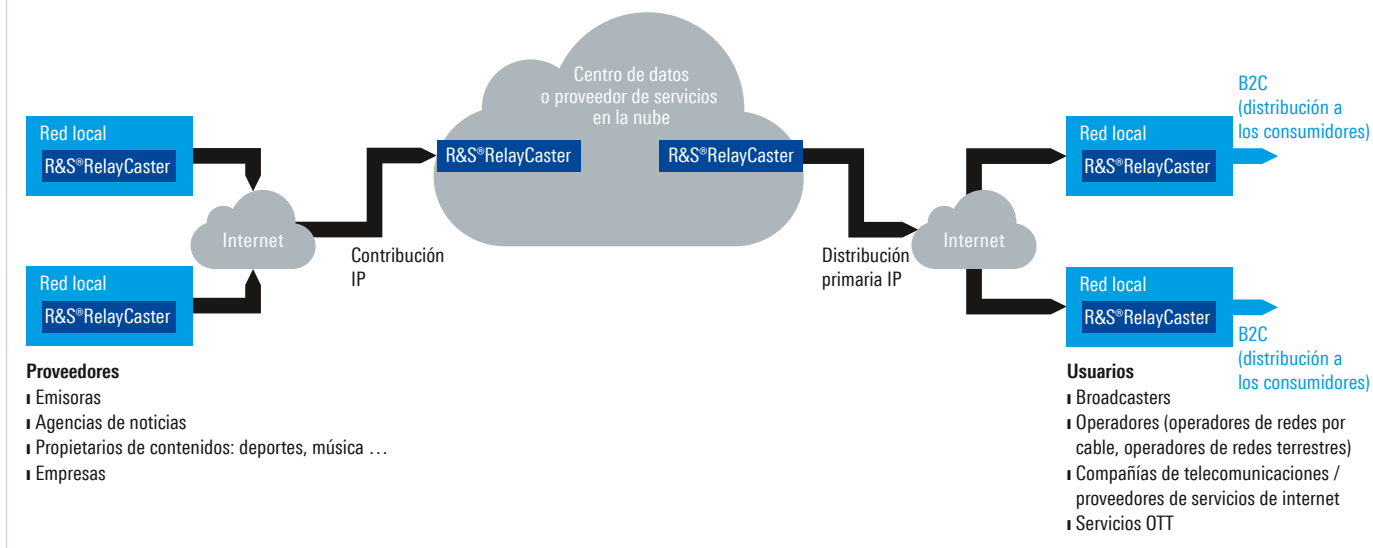 Centro de datos
o proveedor de servicios
en la nube
Red local
R&S®RelayCaster
R&S®RelayCaster
R&S®RelayCaster
Red local
R&S®RelayCaster
B2C
(distribución a
los consumidores)
Internet
Contribución
IP
Distribución
primaria IP
Internet
Red local
R&S®RelayCaster
Red local
R&S®RelayCaster
B2C
(distribución a
los consumidores)
Proveedores
Emisoras
Agencias de noticias
Propietarios de contenidos: deportes, música …
Empresas
Usuarios
Broadcasters
Operadores (operadores de redes por
cable, operadores de redes terrestres)
Compañías de telecomunicaciones /
proveedores de servicios de internet
Servicios OTT